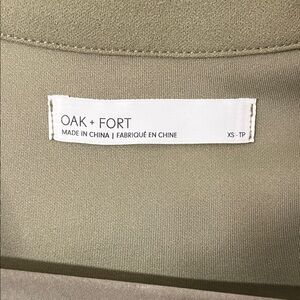 OAK + FORT
MADE IN CHINA | FABRIQUÉ EN CHINE
XS - TP